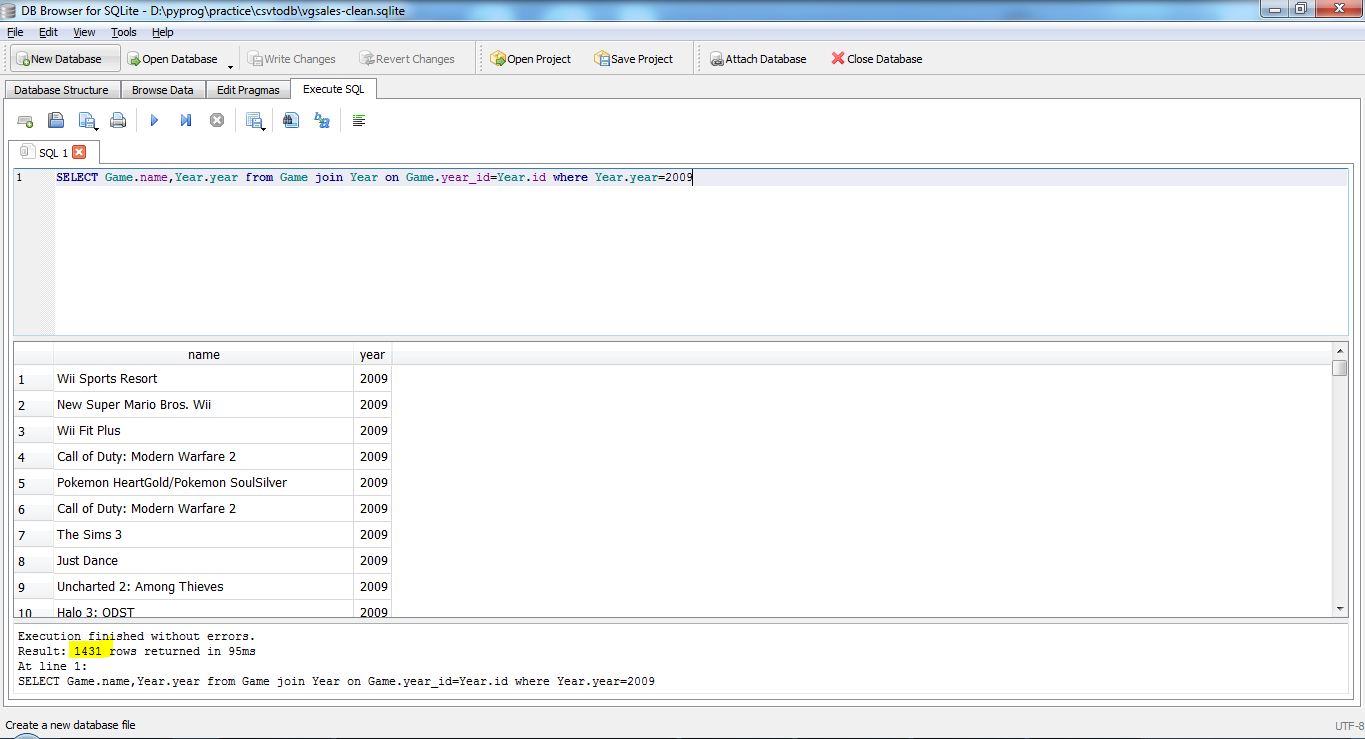 DB Browser for SQLite - D:\pyprog\practice\csvtodb\vgsales-clean.sqlite
File Edit View Tools Help
New Database Open Database Write Changes Revert Changes Open Project Save Project Attach Database Close Database
Database Structure Browse Data Edit Pragmas Execute SQL
SQL 1
1 SELECT Game.name,Year.year from Game join Year on Game.year_id=Year.id where Year.year=2009
name year
1 Wii Sports Resort 2009
2 New Super Mario Bros. Wii 2009
3 Wii Fit Plus 2009
4 Call of Duty: Modern Warfare 2 2009
5 Pokemon HeartGold/Pokemon SoulSilver 2009
6 Call of Duty: Modern Warfare 2 2009
7 The Sims 3 2009
8 Just Dance 2009
9 Uncharted 2: Among Thieves 2009
10 Halo 3: ODST 2009
Execution finished without errors.
Result: 1431 rows returned in 95ms
At line 1:
SELECT Game.name,Year.year from Game join Year on Game.year_id=Year.id where Year.year=2009
Create a new database file UTF-8